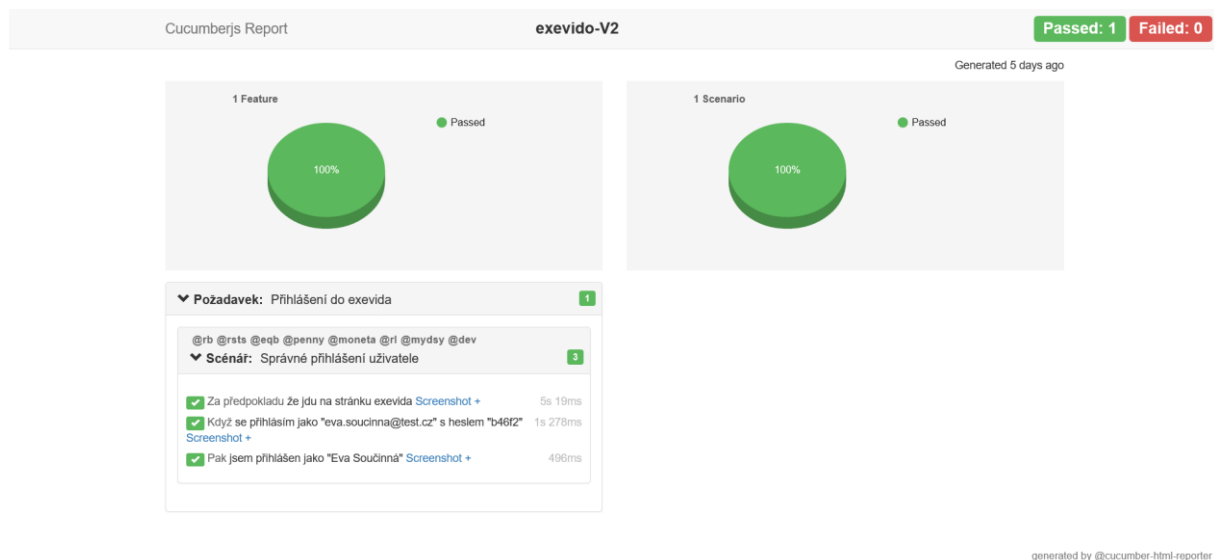 Cucumberjs Report
exevido-V2
Passed: 1 Failed: 0
Generated 5 days ago
1 Feature
Passed
100%
1 Scenario
Passed
100%
Požadavek: Přihlášení do exevida 1
@rb @rsts @eqb @penny @moneta @rl @mydsy @dev
Scénář: Správné přihlášení uživatele 3
Za předpokladu že jdu na stránku exevida Screenshot + 5s 19ms
Když se přihlásím jako "eva.soucinna@test.cz" s heslem "b46f2" 1s 278ms
Screenshot +
Pak jsem přihlášen jako "Eva Součinná" Screenshot + 496ms
generated by @cucumber-html-reporter